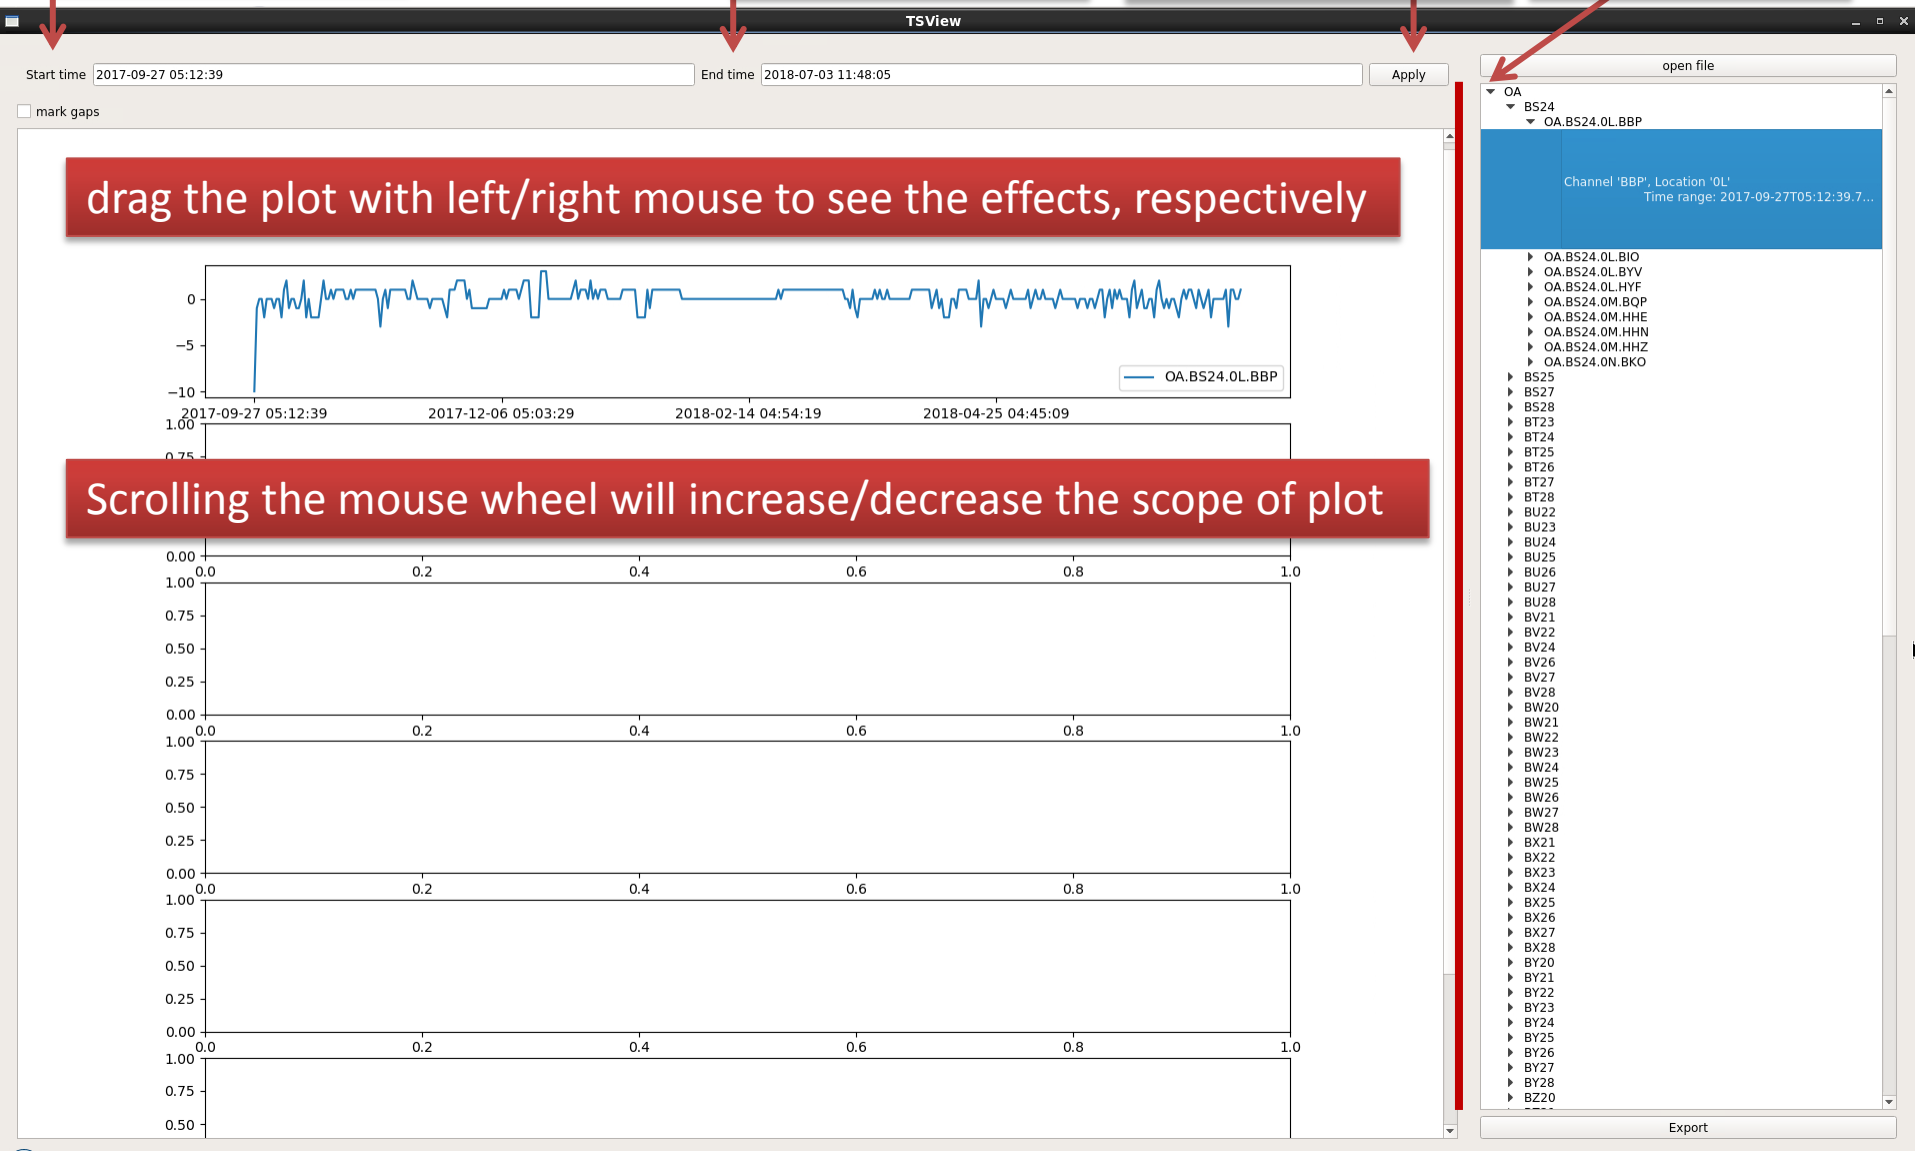 TSView
Start time 2017-09-27 05:12:39 End time 2018-07-03 11:48:05 Apply
mark gaps
drag the plot with left/right mouse to see the effects, respectively
0
−5
−10
OA.BS24.0L.BBP
2017-09-27 05:12:39 2017-12-06 05:03:29 2018-02-14 04:54:19 2018-04-25 04:45:09
1.00
0.75
Scrolling the mouse wheel will increase/decrease the scope of plot
0.00
0.0 0.2 0.4 0.6 0.8 1.0
1.00
0.75
0.50
0.25
0.00
0.0 0.2 0.4 0.6 0.8 1.0
1.00
0.75
0.50
0.25
0.00
0.0 0.2 0.4 0.6 0.8 1.0
1.00
0.75
0.50
0.25
0.00
0.0 0.2 0.4 0.6 0.8 1.0
1.00
0.75
0.50
open file
OA
BS24
OA.BS24.0L.BBP
Channel 'BBP', Location '0L'
Time range: 2017-09-27T05:12:39.7...
OA.BS24.0L.BIO
OA.BS24.0L.BYV
OA.BS24.0L.HYF
OA.BS24.0M.BQP
OA.BS24.0M.HHE
OA.BS24.0M.HHN
OA.BS24.0M.HHZ
OA.BS24.0N.BKO
BS25
BS27
BS28
BT23
BT24
BT25
BT26
BT27
BT28
BU22
BU23
BU24
BU25
BU26
BU27
BU28
BV21
BV22
BV24
BV26
BV27
BV28
BW20
BW21
BW22
BW23
BW24
BW25
BW26
BW27
BW28
BX21
BX22
BX23
BX24
BX25
BX26
BX27
BX28
BY20
BY21
BY22
BY23
BY24
BY25
BY26
BY27
BY28
BZ20
Export